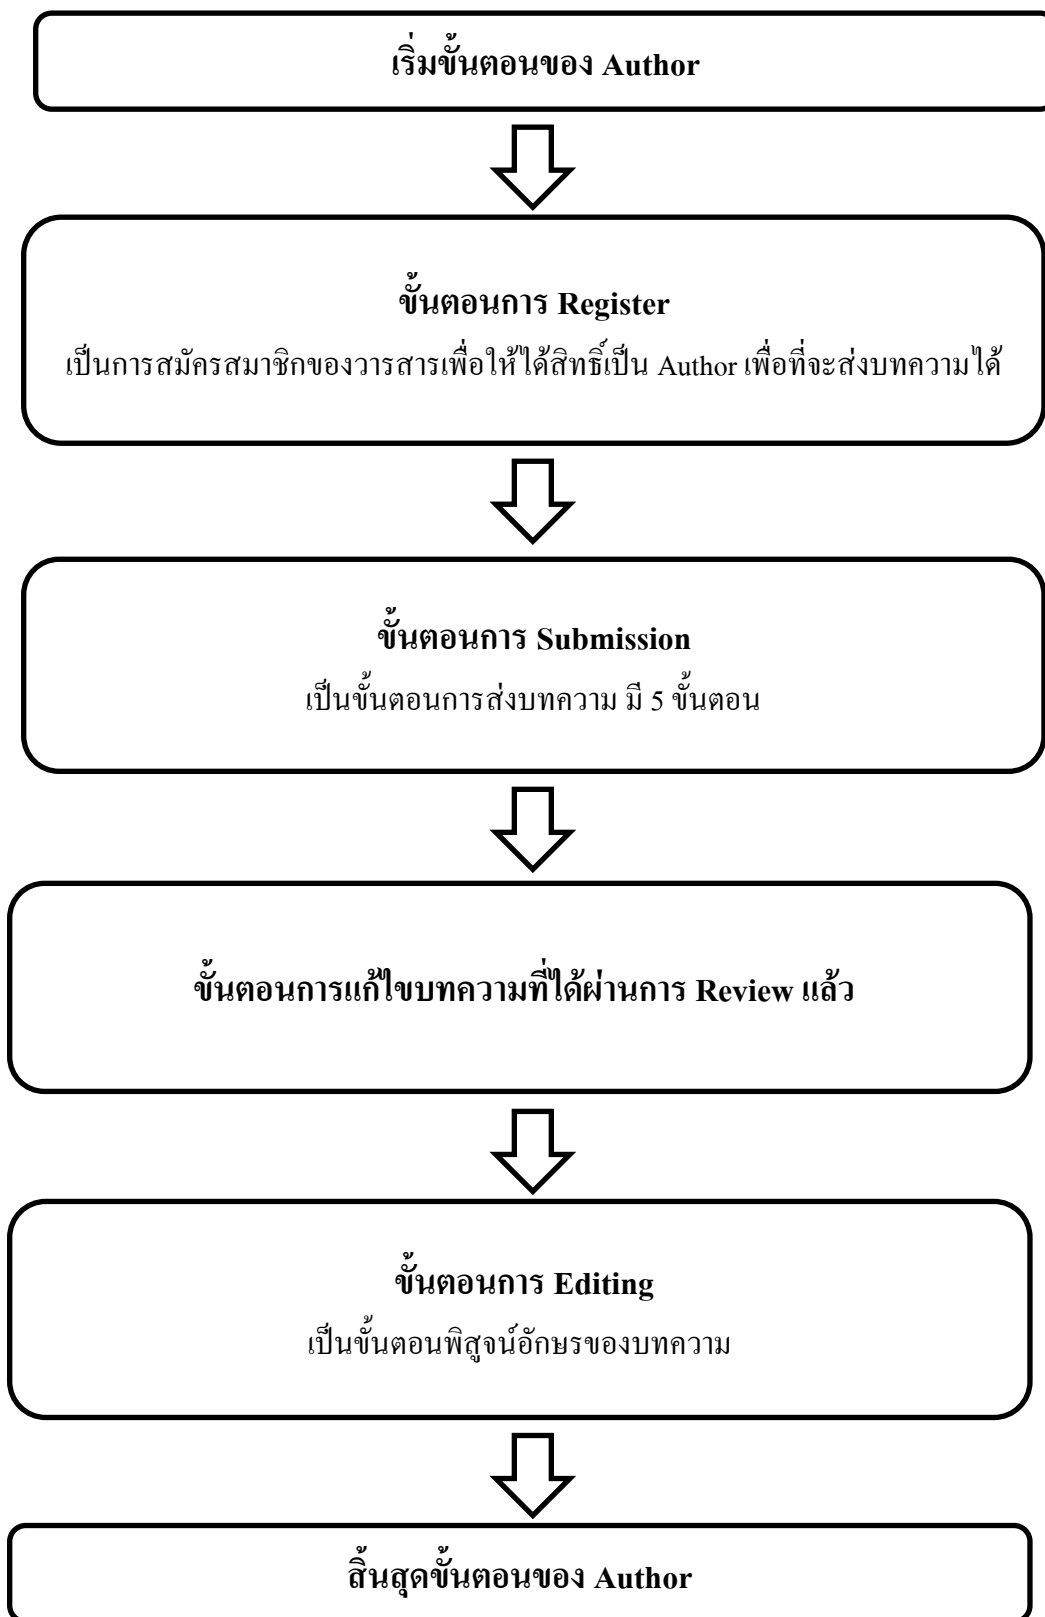 เริ่มขั้นตอนของ Author
ขั้นตอนการ Register
เป็นการสมัครสมาชิกของวารสารเพื่อให้ได้สิทธิ์เป็น Author เพื่อที่จะส่งบทความได้
ขั้นตอนการ Submission
เป็นขั้นตอนการส่งบทความ มี 5 ขั้นตอน
ขั้นตอนการแก้ไขบทความที่ได้ผ่านการ Review แล้ว
ขั้นตอนการ Editing
เป็นขั้นตอนพิสูจน์อักษรของบทความ
สิ้นสุดขั้นตอนของ Author